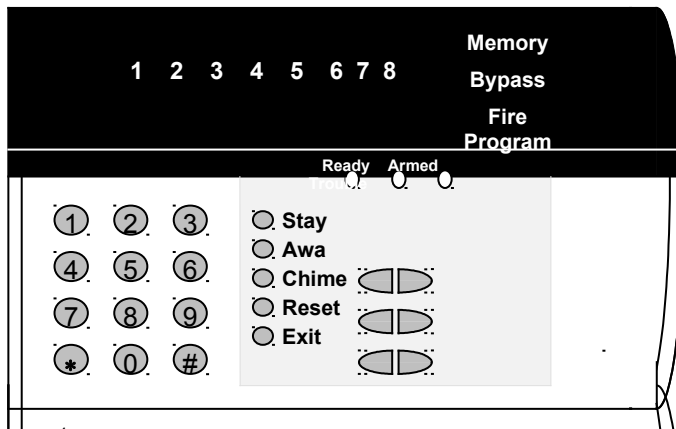 Memory
1 2 3 4 5 6 7 8
Bypass
Fire
Program
Ready Armed
Trouble
1 2 3
Stay
Awa
4 5 6
Chime
7 8 9
Reset
Exit
* 0 #